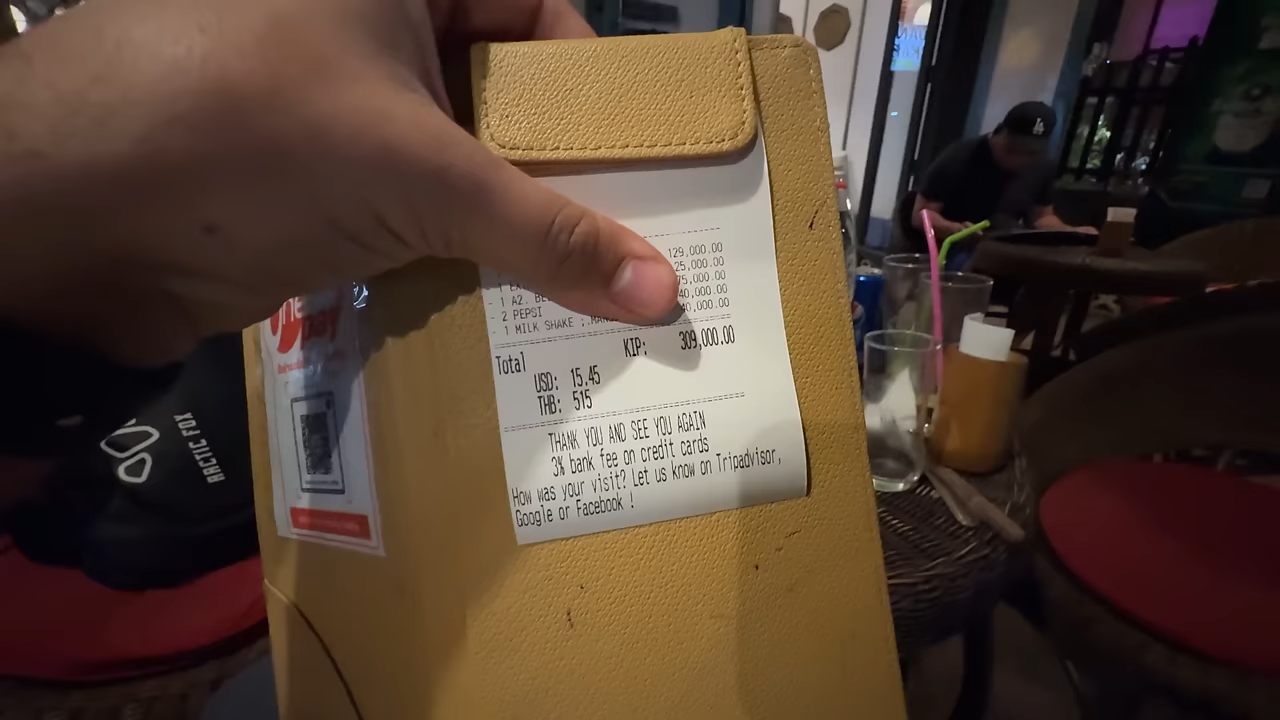 129,000.00
25,000.00
75,000.00
- 1 A2. 40,000.00
- 2 PEPSI 40,000.00
- 1 MILK SHAKE
Total KIP: 309,000.00
USD: 15.45
THB: 515
THANK YOU AND SEE YOU AGAIN
3% bank fee on credit cards
How was your visit? Let us know on Tripadvisor,
Google or Facebook !
one
pay
ARCTIC FOX
LA